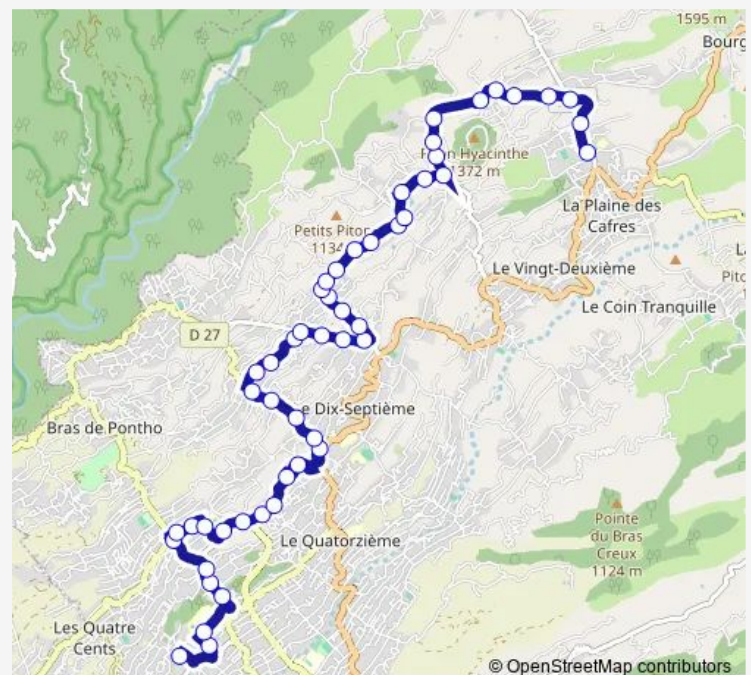 1595 m
Bourg
Hyacinthe
1372 m
La Plaine des
Cafres
Petits Piton
1134
Le Vingt-Deuxième
Le Coin Tranquille
D 27
e Dix-Septième
Bras de Pontho
Pointe
du Bras
Creux
1124 m
Le Quatorzième
Les Quatre
Cents
© OpenStreetMap contributors